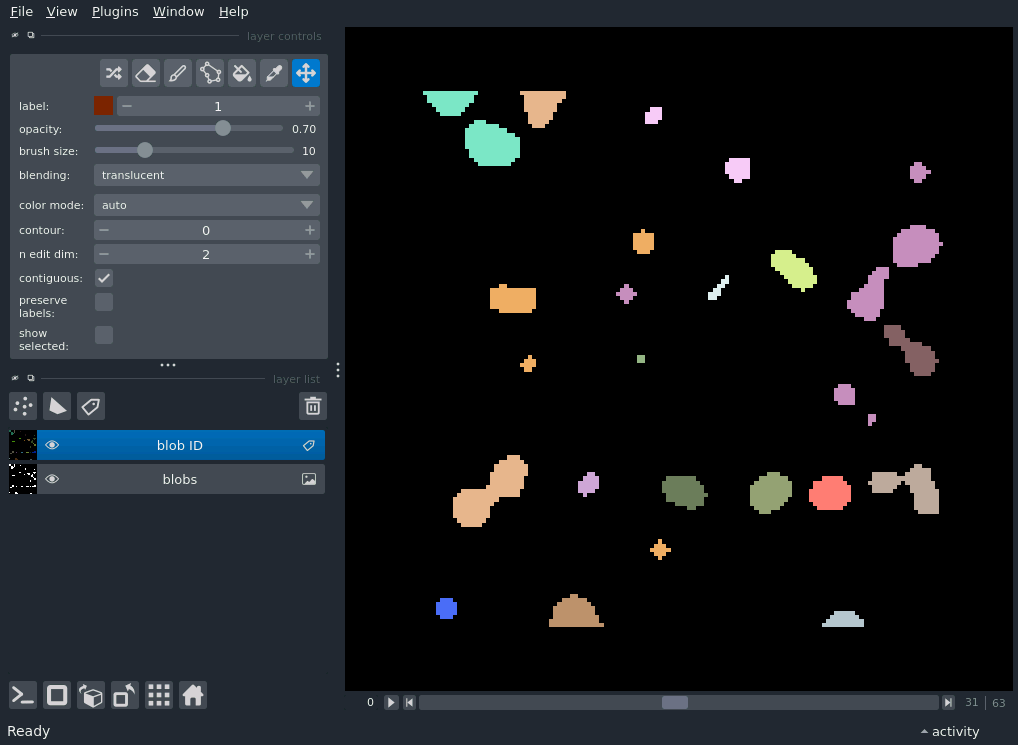 File View Plugins Window Help
layer controls
label: 1
opacity: 0.70
brush size: 10
blending: translucent
color mode: auto
contour: 0
n edit dim: 2
contiguous:
preserve
labels:
show
selected:
layer list
blob ID
blobs
0 31 | 63
Ready activity